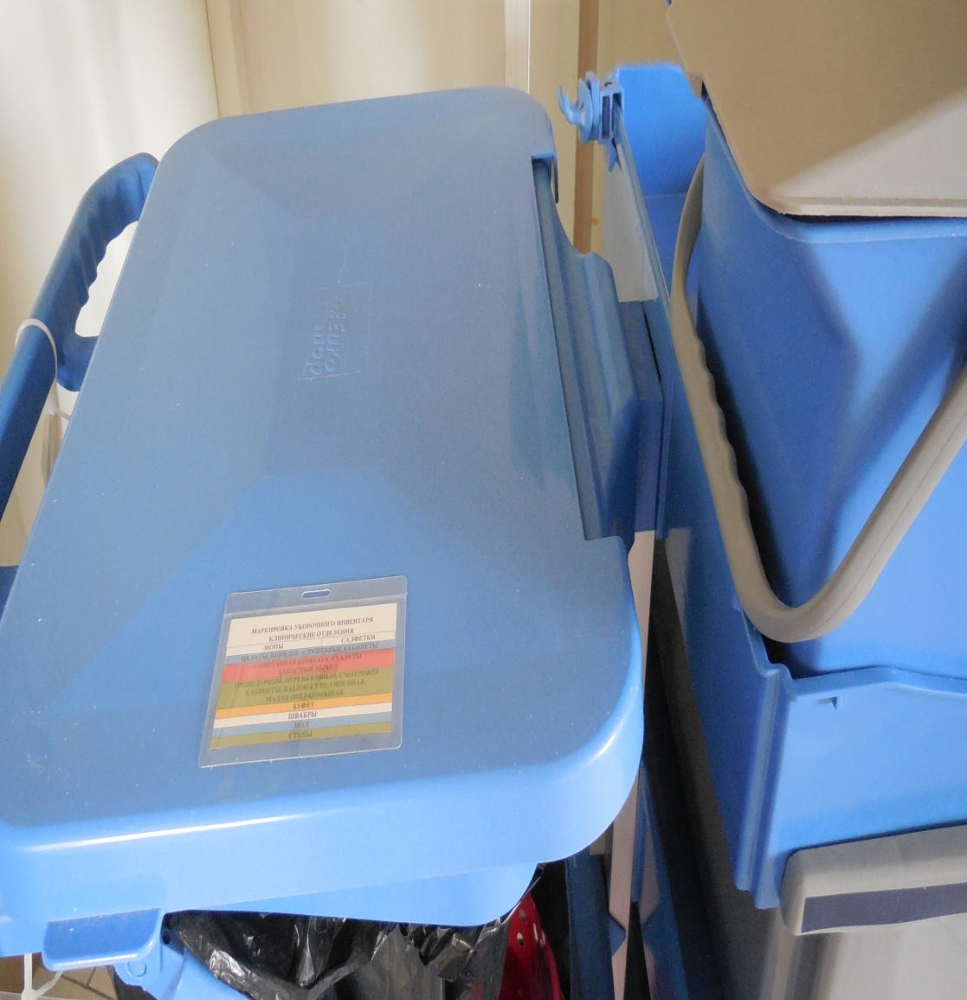 МАРКИРОВКА УБОРОЧНОГО ИНВЕНТАРЯ
КЛИНИЧЕСКИЕ ОТДЕЛЕНИЯ
МОПЫ САЛФЕТКИ
ПАЛАТЫ, КОРИДОР, СЛУЖЕБНЫЕ КАБИНЕТЫ
САНИТАРНАЯ КОМНАТА, ТУАЛЕТЫ
ЗАПАСНЫЙ ВЫХОД
ПРОЦЕДУРНЫЙ, ПЕРЕВЯЗОЧНЫЙ, СМОТРОВОЙ
КАБИНЕТЫ, КАБИНЕТ УЗИ, ГИПСОВАЯ,
МАЛАЯ ОПЕРАЦИОННАЯ
БУФЕТ
ШВАБРЫ
ПОЛ
СТЕНЫ